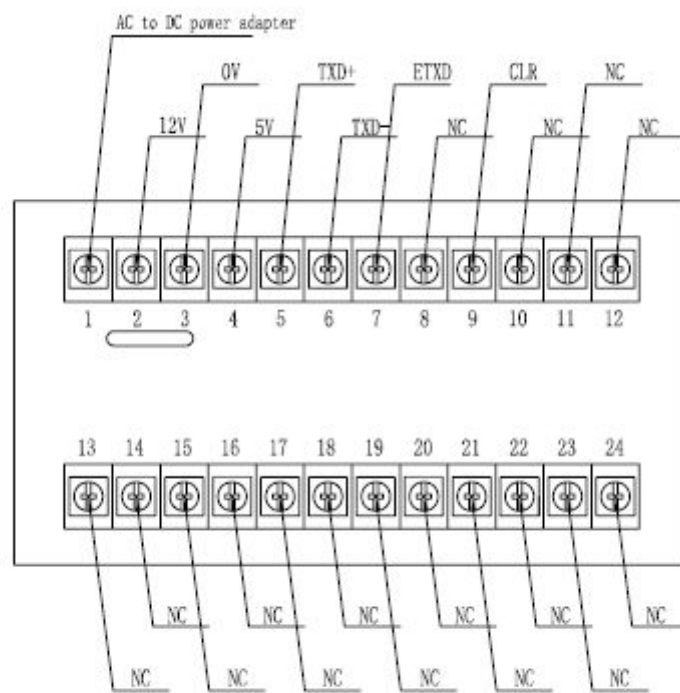 AC to DC power adapter
0V TXD+ ETXD CLR NC
12V 5V TXD- NC NC NC
1 2 3 4 5 6 7 8 9 10 11 12
13 14 15 16 17 18 19 20 21 22 23 24
NC NC NC NC NC NC
NC NC NC NC NC NC